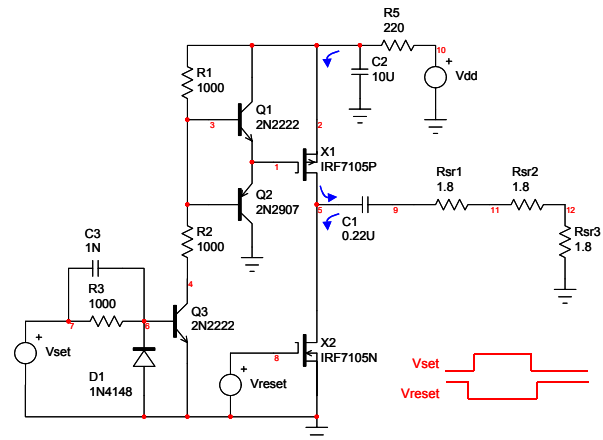 R5
220
10
R1
1000
C2
10U
Vdd
Q1
2N2222
3
2
X1
IRF7105P
1
Q2
2N2907
Rsr1
1.8
Rsr2
1.8
5
C1
0.22U
9
11
12
Rsr3
1.8
R2
1000
C3
1N
4
R3
1000
Q3
2N2222
7
6
Vset
X2
IRF7105N
8
D1
1N4148
Vreset
Vset
Vreset